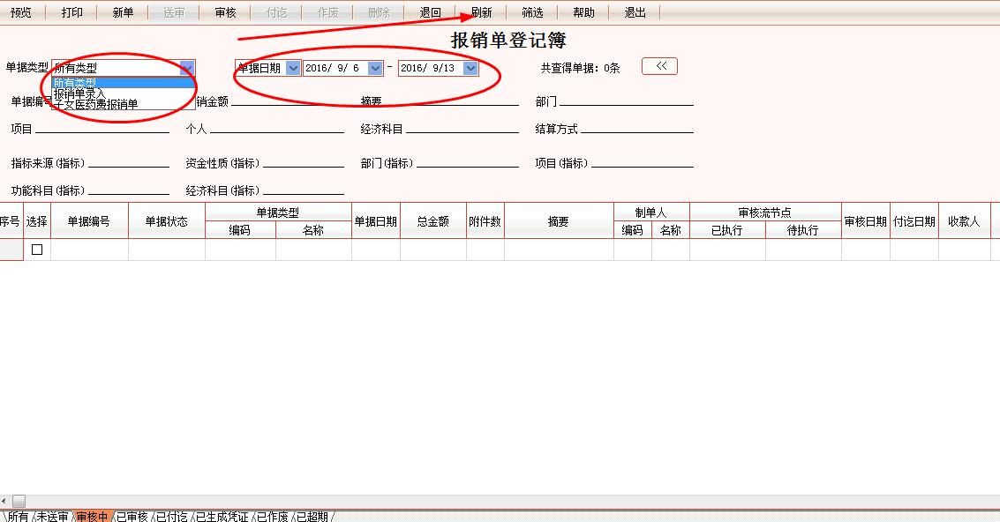 预览 打印 新单 送审 审核 付讫 作废 删除 退回 刷新 筛选 帮助 退出
报销单登记簿
单据类型 所有类型 单据日期 2016/ 9/ 6 - 2016/ 9/13 共查得单据: 0条 <<
所有类型
报销单录入
子女医药费报销单
单据编号 销金额 摘要 部门
项目 个人 经济科目 结算方式
指标来源(指标) 资金性质(指标) 部门(指标) 项目(指标)
功能科目(指标) 经济科目(指标)
序号 选择 单据编号 单据状态 单据类型 单据日期 总金额 附件数 摘要 制单人 审核流节点 审核日期 付讫日期 收款人
编码 名称 编码 名称 已执行 待执行
所有 未送审 审核中 已审核 已付讫 已生成凭证 已作废 已超期